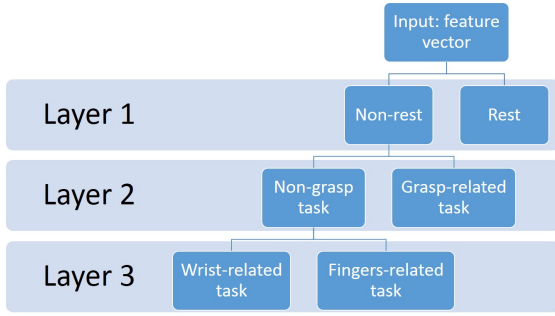 Input: feature
vector
Layer 1
Non-rest
Rest
Layer 2
Non-grasp
task
Grasp-related
task
Layer 3
Wrist-related
task
Fingers-related
task